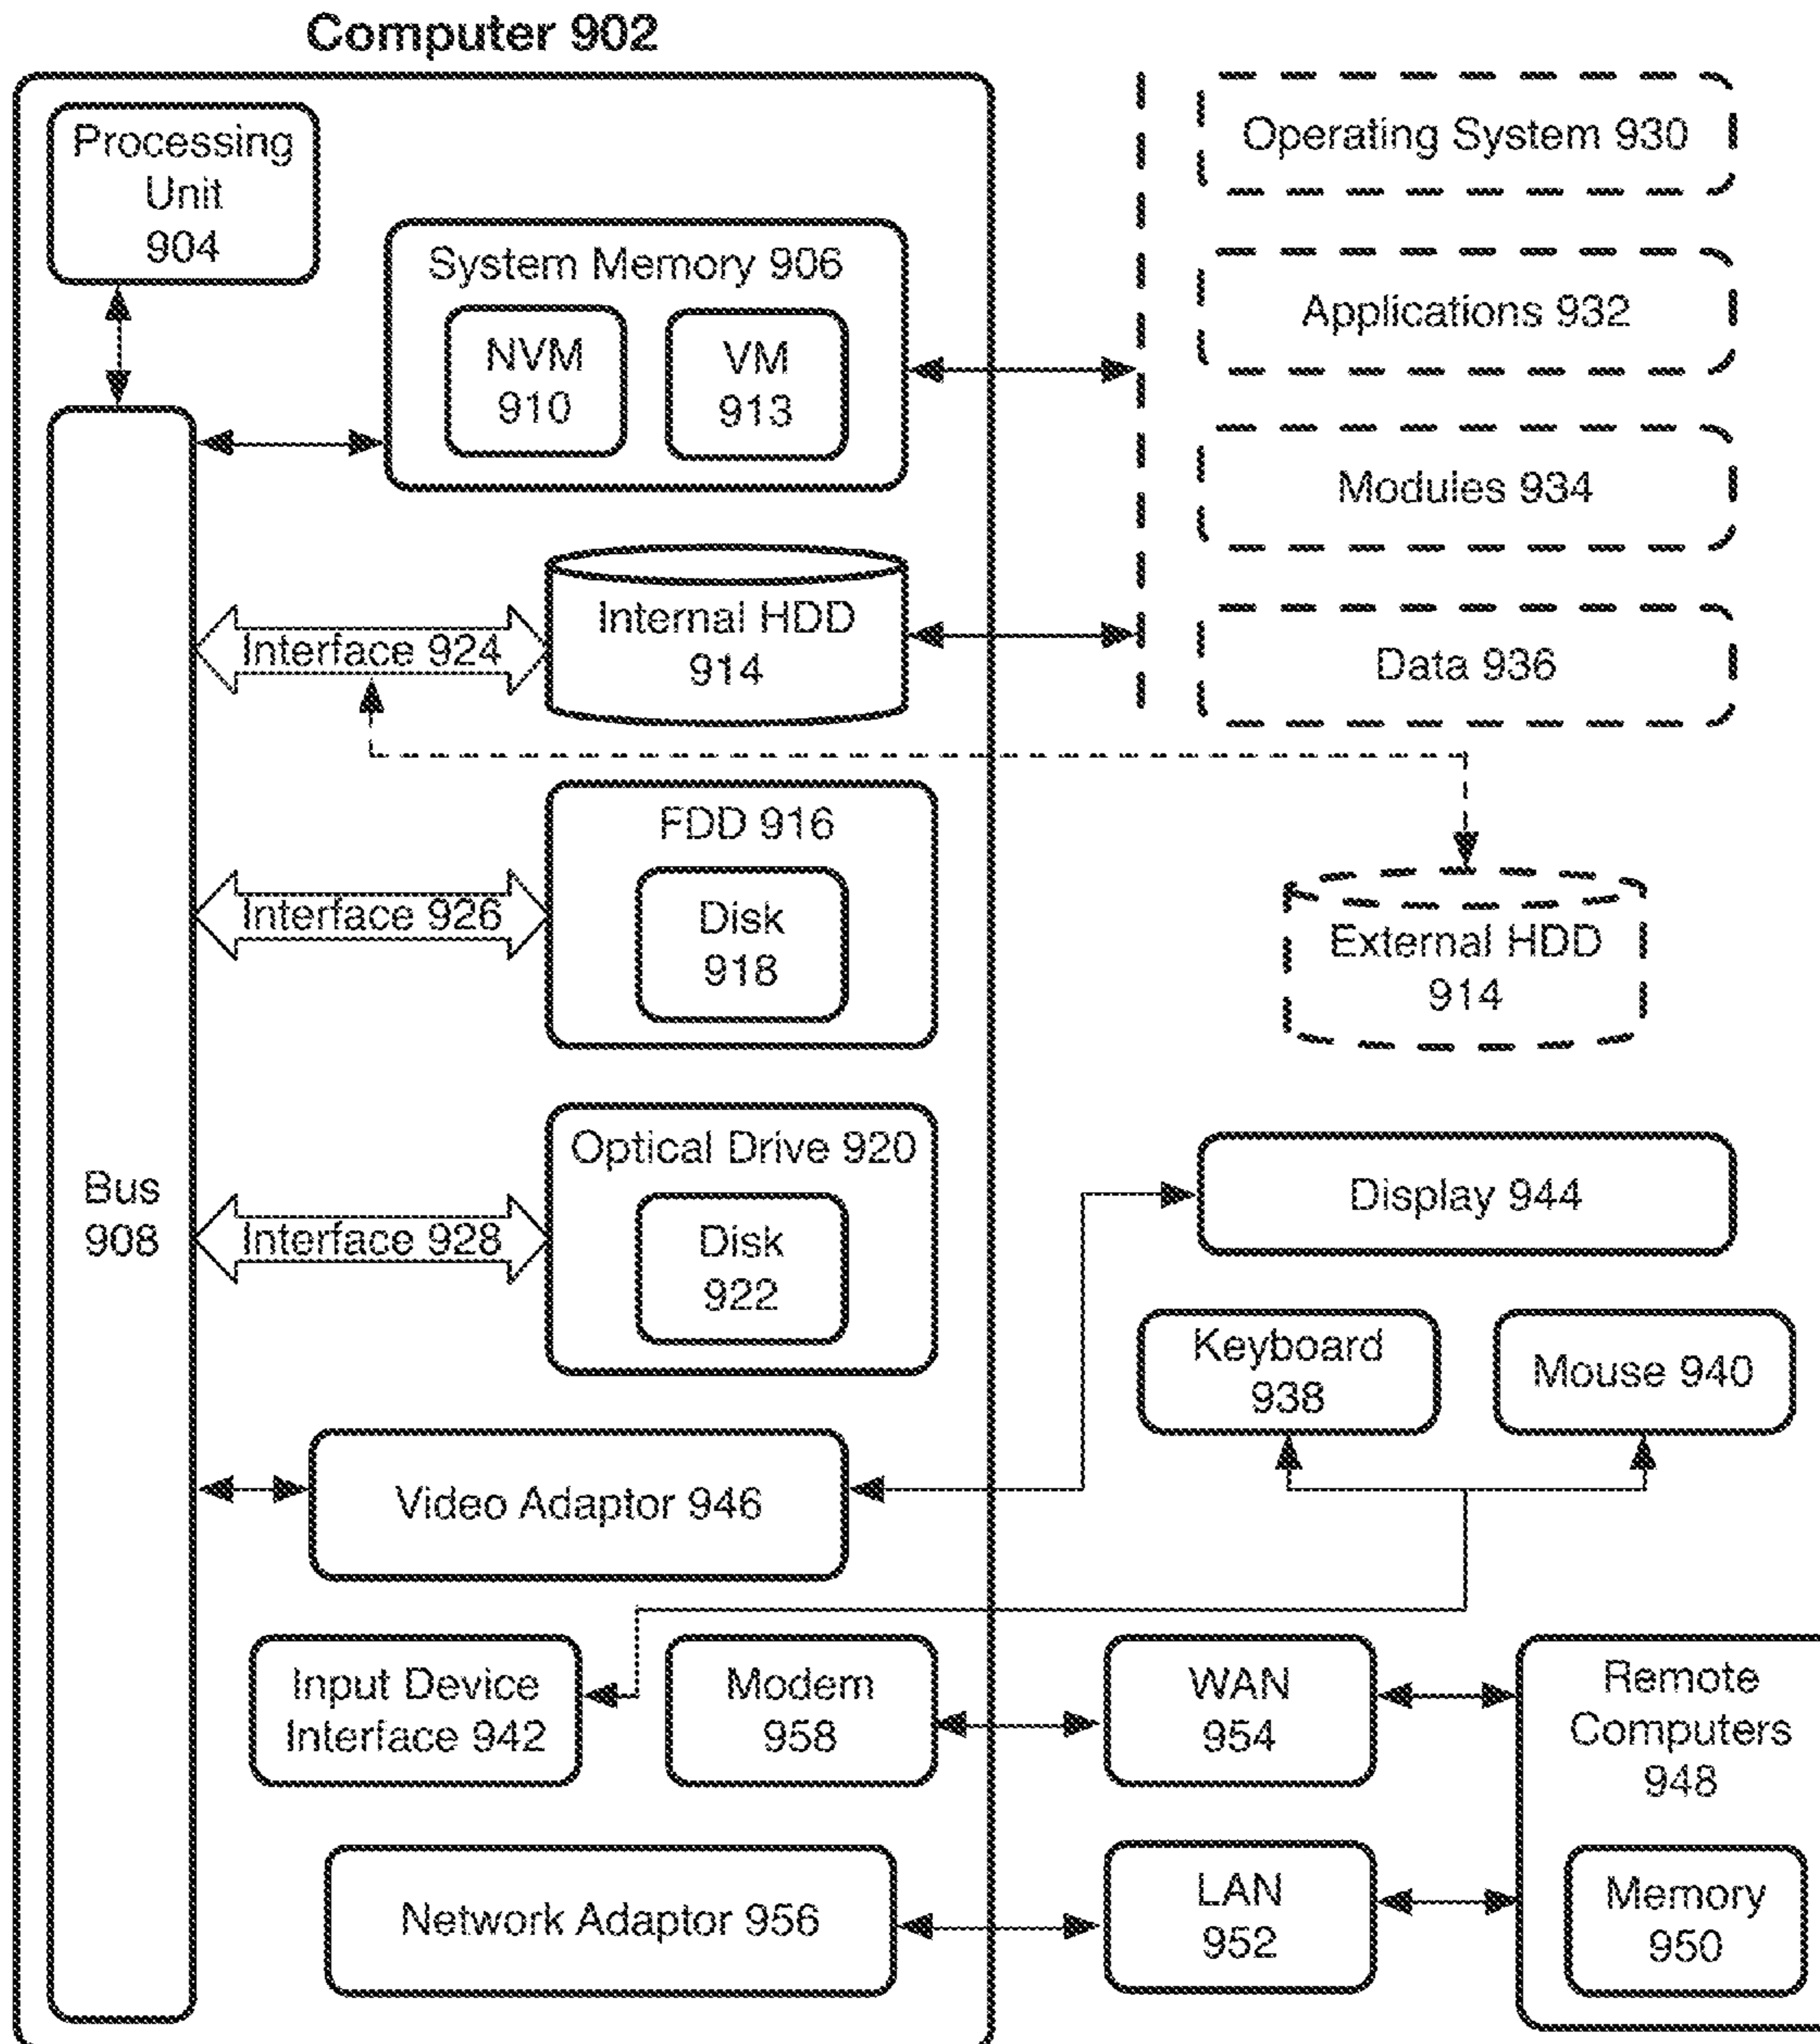 Computer 902
Processing
Unit
904
System Memory 906
NVM
910
VM
913
Operating System 930
Applications 932
Modules 934
Data 936
Interface 924
Internal HDD
914
FDD 916
Interface 926
Disk
918
External HDD
914
Bus
908
Optical Drive 920
Interface 928
Disk
922
Display 944
Keyboard
938
Mouse 940
Video Adaptor 946
Input Device
Interface 942
Modem
958
WAN
954
Remote
Computers
948
Network Adaptor 956
LAN
952
Memory
950